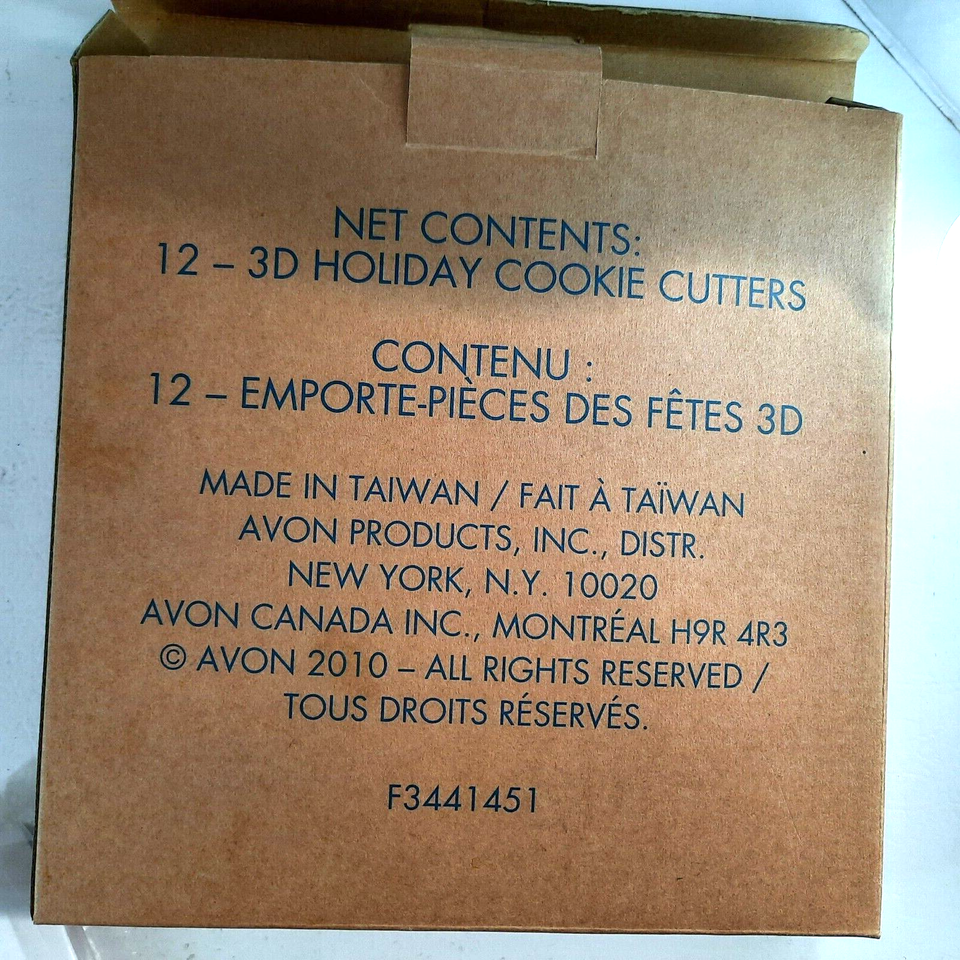 NET CONTENTS:
12 – 3D HOLIDAY COOKIE CUTTERS
CONTENU :
12 – EMPORTE-PIÈCES DES FÊTES 3D
MADE IN TAIWAN / FAIT À TAÏWAN
AVON PRODUCTS, INC., DISTR.
NEW YORK, N.Y. 10020
AVON CANADA INC., MONTRÉAL H9R 4R3
© AVON 2010 – ALL RIGHTS RESERVED /
TOUS DROITS RÉSERVÉS.
F3441451